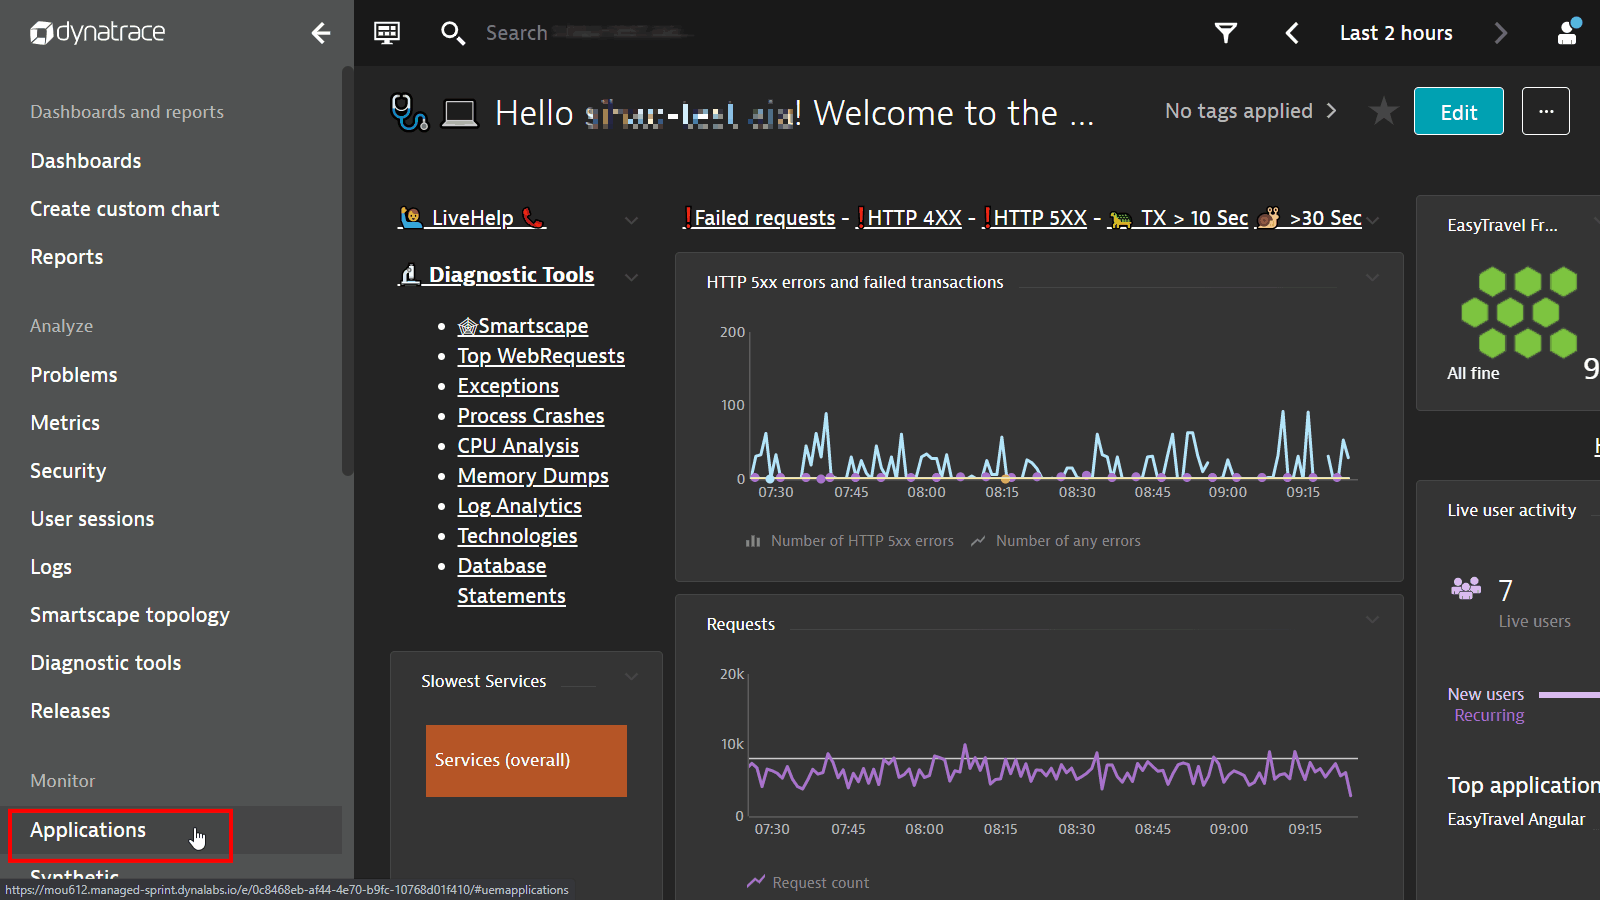 dynatrace
Search
Last 2 hours
Dashboards and reports
Dashboards
Create custom chart
Reports
Analyze
Problems
Metrics
Security
User sessions
Logs
Smartscape topology
Diagnostic tools
Releases
Monitor
Applications
Synthetic
https://mou612.managed-sprint.dynalabs.io/e/0c8468eb-af44-4e70-b9fc-10768d01f410/#uemapplications
Hello ! Welcome to the ...
No tags applied
Edit
...
LiveHelp
Diagnostic Tools
Smartscape
Top WebRequests
Exceptions
Process Crashes
CPU Analysis
Memory Dumps
Log Analytics
Technologies
Database
Statements
Slowest Services
Services (overall)
❗Failed requests - ❗HTTP 4XX - ❗HTTP 5XX - 🐢 TX > 10 Sec 🐌 >30 Sec
HTTP 5xx errors and failed transactions
200
100
0
07:30 07:45 08:00 08:15 08:30 08:45 09:00 09:15
Number of HTTP 5xx errors Number of any errors
Requests
20k
10k
0
07:30 07:45 08:00 08:15 08:30 08:45 09:00 09:15
Request count
EasyTravel Fr...
All fine
9
Live user activity
7
Live users
New users
Recurring
Top application
EasyTravel Angular